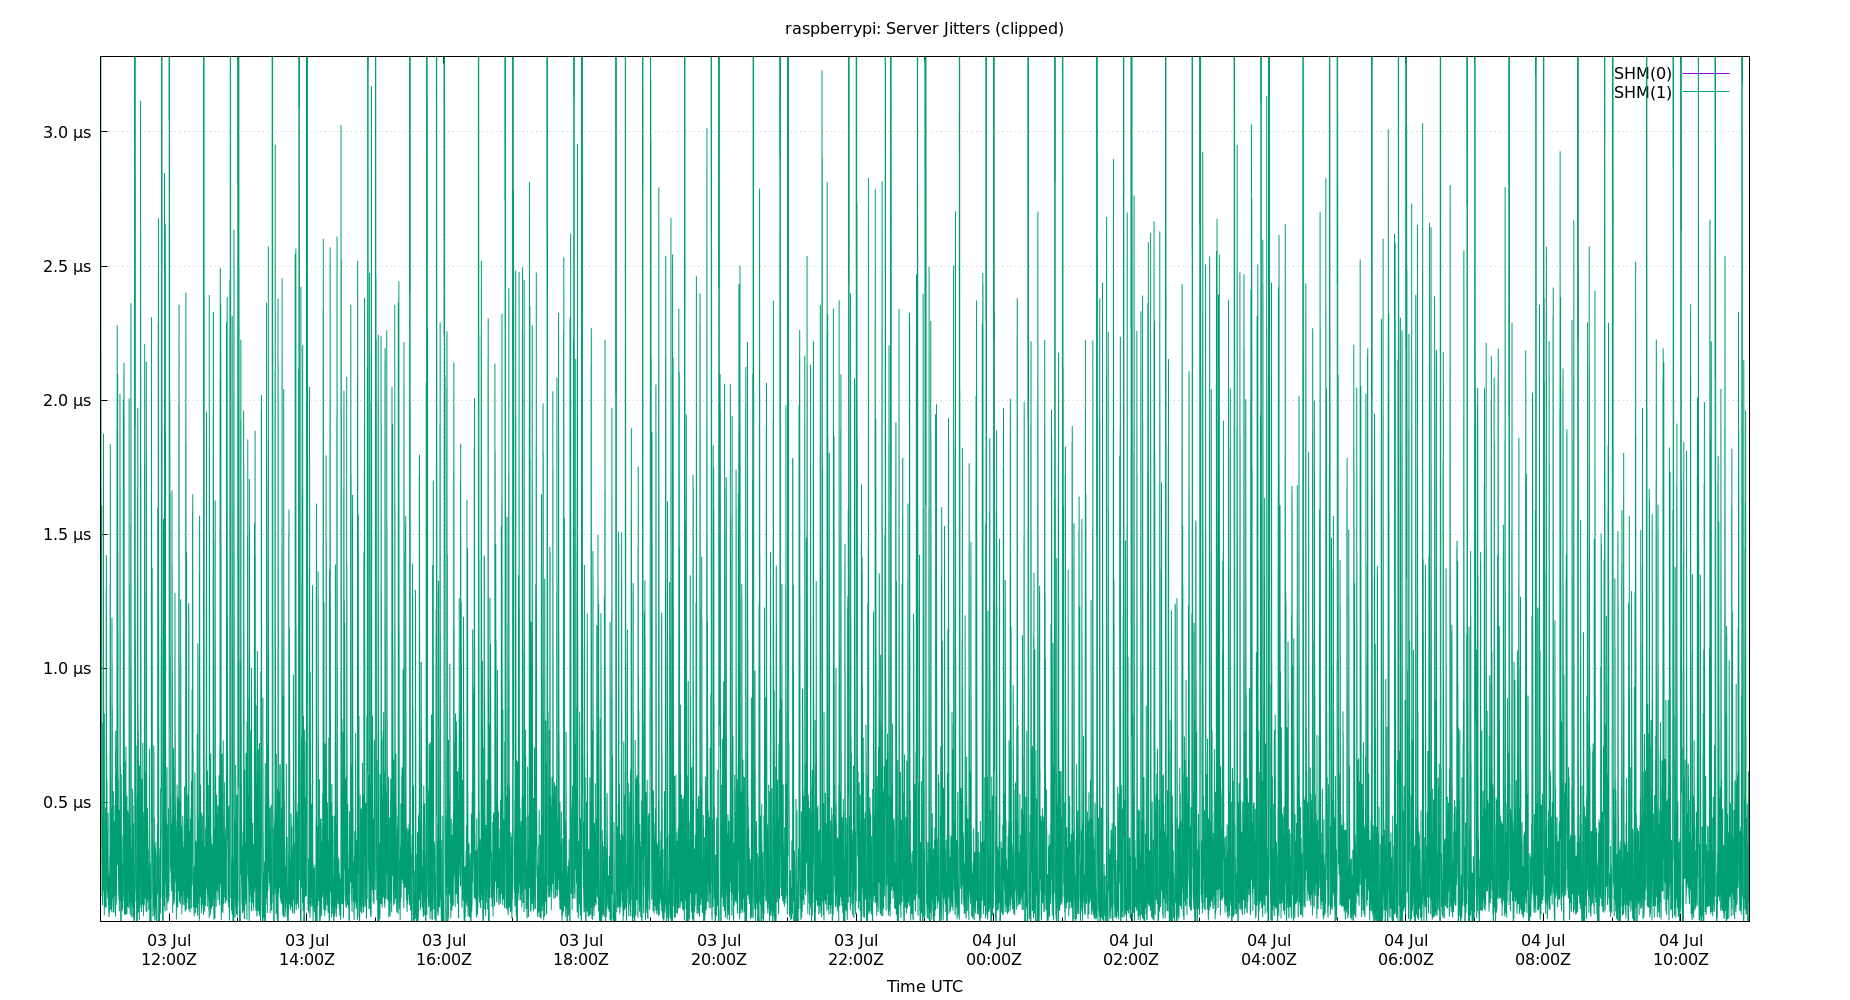 raspberrypi: Server Jitters (clipped)
SHM(0)
SHM(1)
3.0 µs
2.5 µs
2.0 µs
1.5 µs
1.0 µs
0.5 µs
03 Jul 03 Jul 03 Jul 03 Jul 03 Jul 03 Jul 04 Jul 04 Jul 04 Jul 04 Jul 04 Jul 04 Jul
12:00Z 14:00Z 16:00Z 18:00Z 20:00Z 22:00Z 00:00Z 02:00Z 04:00Z 06:00Z 08:00Z 10:00Z
Time UTC